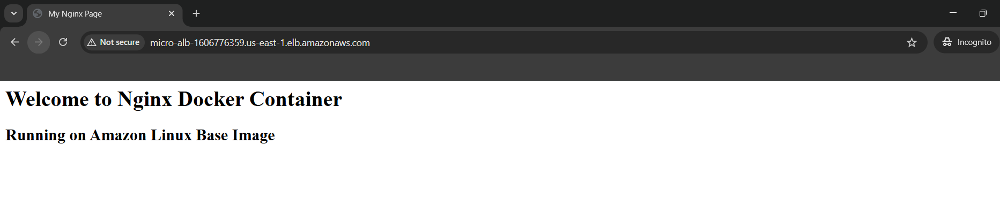 My Nginx Page
Not secure
micro-alb-1606776359.us-east-1.elb.amazonaws.com
Incognito
Welcome to Nginx Docker Container
Running on Amazon Linux Base Image